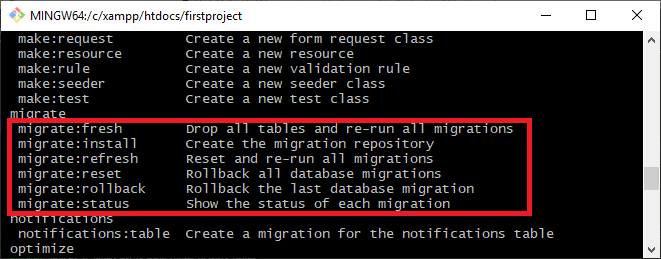 MINGW64:/c/xampp/htdocs/firstproject
make:request Create a new form request class
make:resource Create a new resource
make:rule Create a new validation rule
make:seeder Create a new seeder class
make:test Create a new test class
migrate
migrate:fresh Drop all tables and re-run all migrations
migrate:install Create the migration repository
migrate:refresh Reset and re-run all migrations
migrate:reset Rollback all database migrations
migrate:rollback Rollback the last database migration
migrate:status Show the status of each migration
notifications
notifications:table Create a migration for the notifications table
optimize